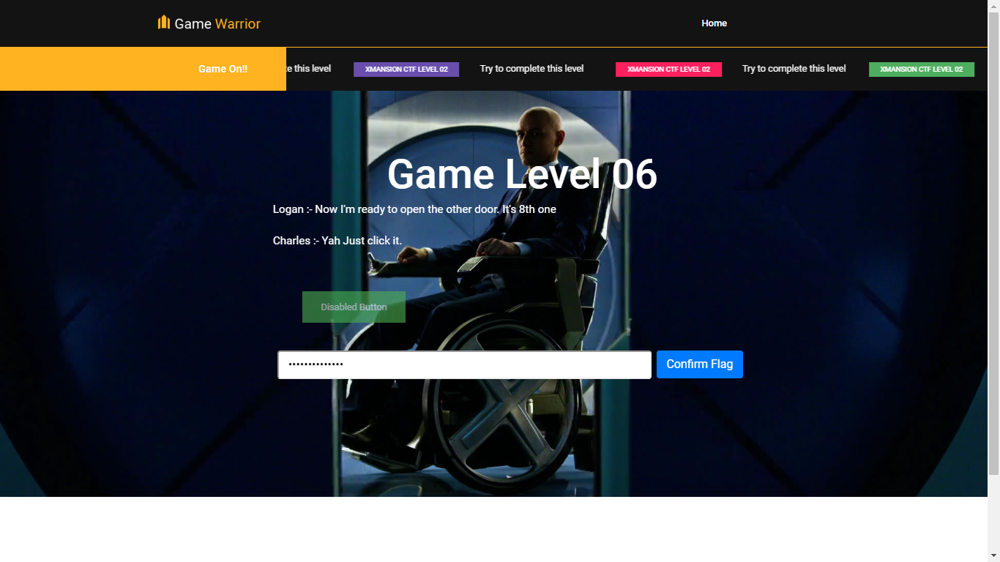 Game Warrior
Home
Game On!!
te this level
XMANSION CTF LEVEL 02
Try to complete this level
XMANSION CTF LEVEL 02
Try to complete this level
XMANSION CTF LEVEL 02
Game Level 06
Logan :- Now I'm ready to open the other door. It's 8th one
Charles :- Yah Just click it.
Disabled Button
••••••••••••••
Confirm Flag